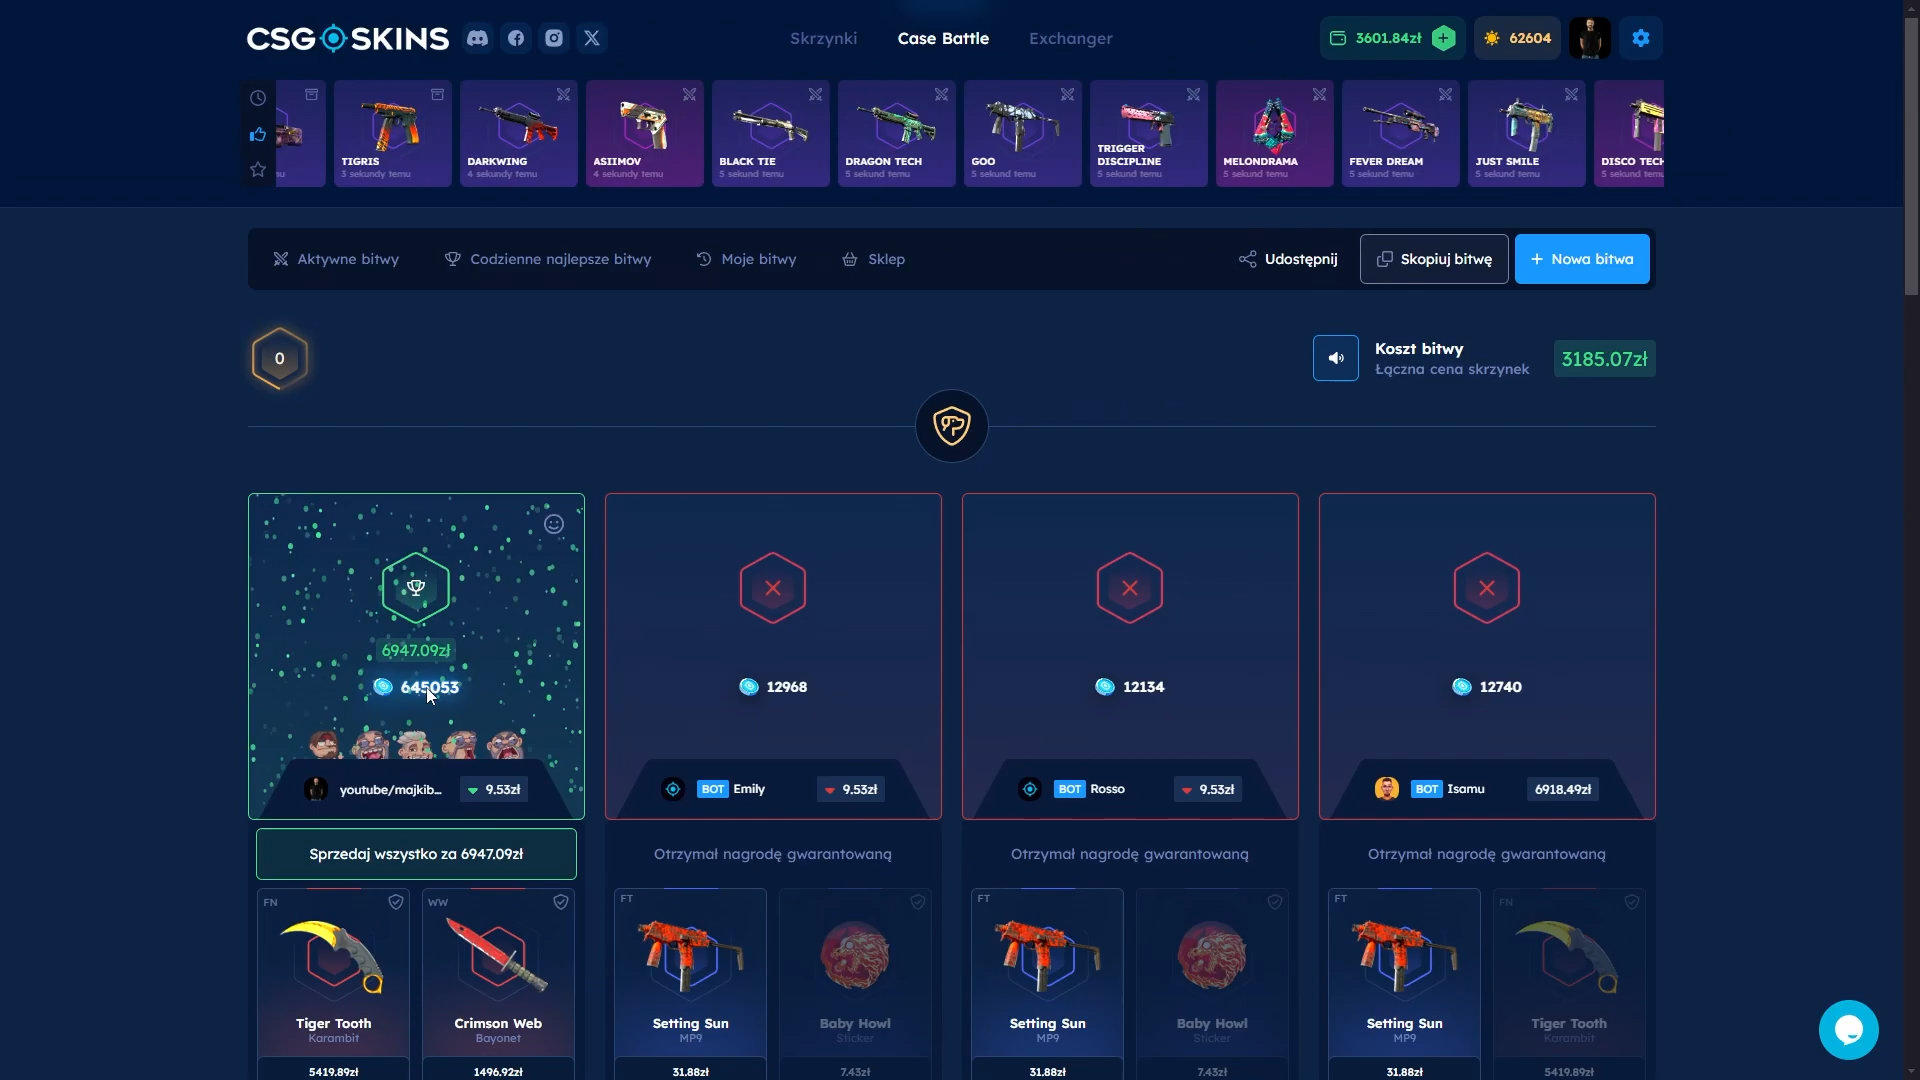 CSG SKINS
Skrzynki
Case Battle
Exchanger
3601.84zł
62604
TIGRIS
3 sekundy temu
DARKWING
4 sekundy temu
ASIIMOV
4 sekundy temu
BLACK TIE
5 sekund temu
DRAGON TECH
5 sekund temu
GOO
5 sekund temu
TRIGGER
DISCIPLINE
5 sekund temu
MELONDRAMA
5 sekund temu
FEVER DREAM
5 sekund temu
JUST SMILE
5 sekund temu
DISCO TECH
5 sekund temu
Aktywne bitwy
Codzienne najlepsze bitwy
Moje bitwy
Sklep
Udostępnij
Skopiuj bitwę
+ Nowa bitwa
0
Koszt bitwy
Łączna cena skrzynek
3185.07zł
6947.09zł
645053
youtube/majkib...
9.53zł
12968
BOT Emily
9.53zł
12134
BOT Rosso
9.53zł
12740
BOT Isamu
6918.49zł
Sprzedaj wszystko za 6947.09zł
Otrzymał nagrodę gwarantowaną
Otrzymał nagrodę gwarantowaną
Otrzymał nagrodę gwarantowaną
FN
Tiger Tooth
Karambit
5419.89zł
WW
Crimson Web
Bayonet
1496.92zł
FT
Setting Sun
MP9
31.88zł
Baby Howl
Sticker
7.43zł
FT
Setting Sun
MP9
31.88zł
Baby Howl
Sticker
7.43zł
FT
Setting Sun
MP9
31.88zł
FN
Tiger Tooth
Karambit
5419.89zł